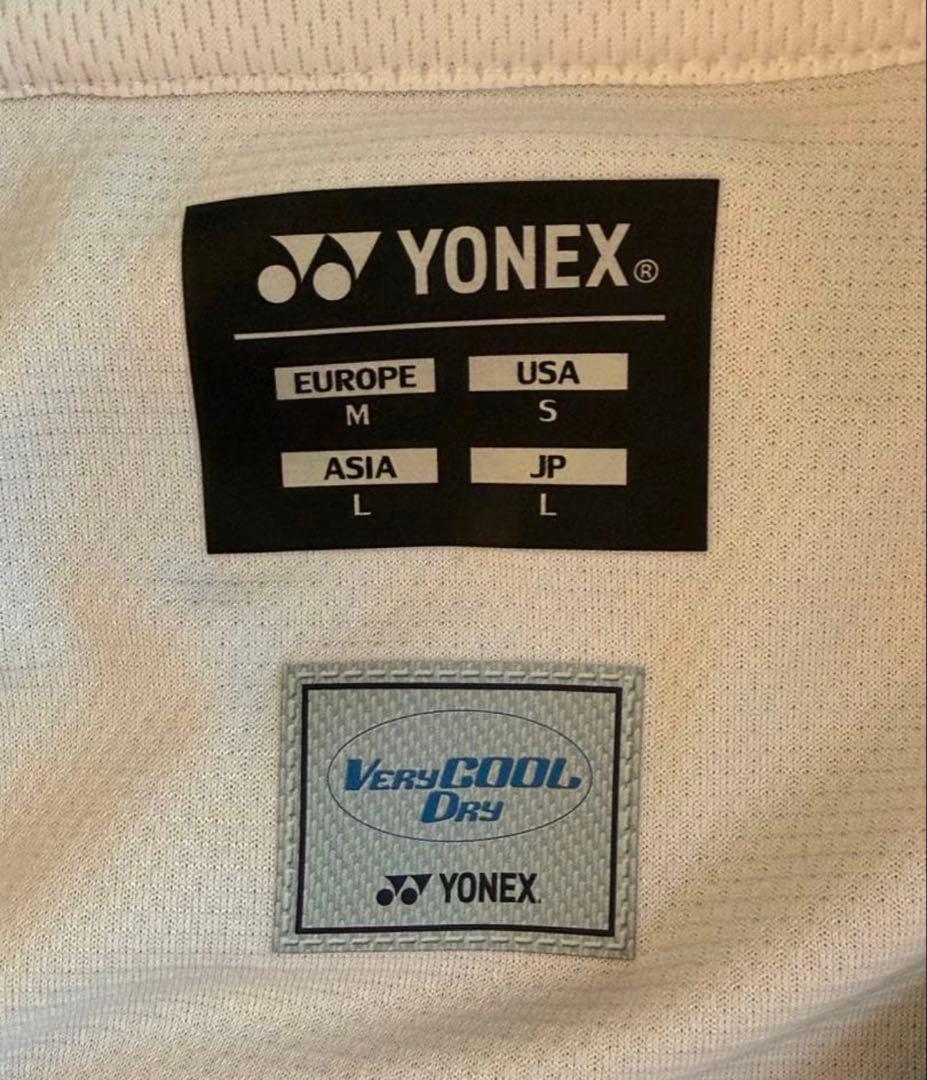 YONEX®
EUROPE USA
M S
ASIA JP
L L
VERYCOOL
DRY
YONEX